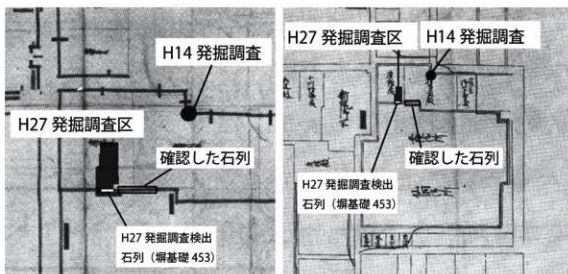 H14 発掘調査
H27 発掘調査区
確認した石列
H27 発掘調査検出
石列（塀基礎 453）
H27 発掘調査区
H14 発掘調査
確認した石列
H27 発掘調査検出
石列（塀基礎 453）